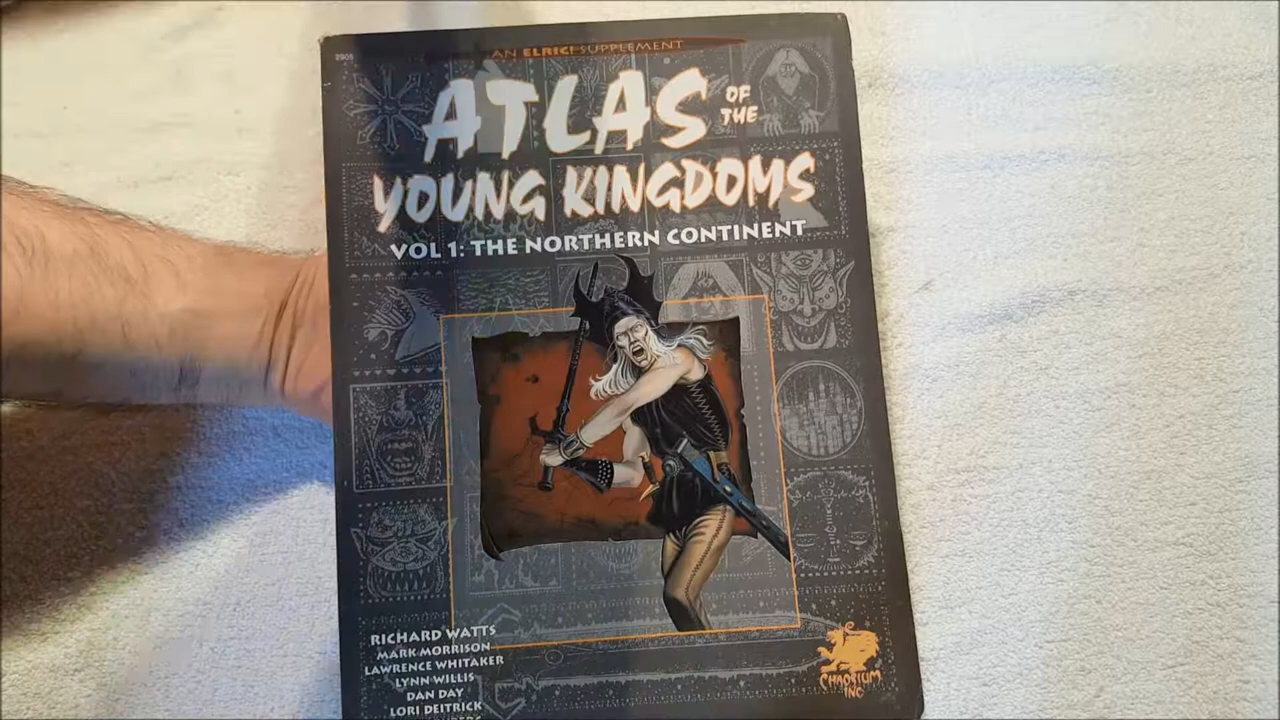 2905
AN ELRIC! SUPPLEMENT
ATLAS OF THE
YOUNG KINGDOMS
VOL 1: THE NORTHERN CONTINENT
RICHARD WATTS
MARK MORRISON
LAWRENCE WHITAKER
LYNN WILLIS
DAN DAY
LORI DEITRICK
CHAOSIUM
INC